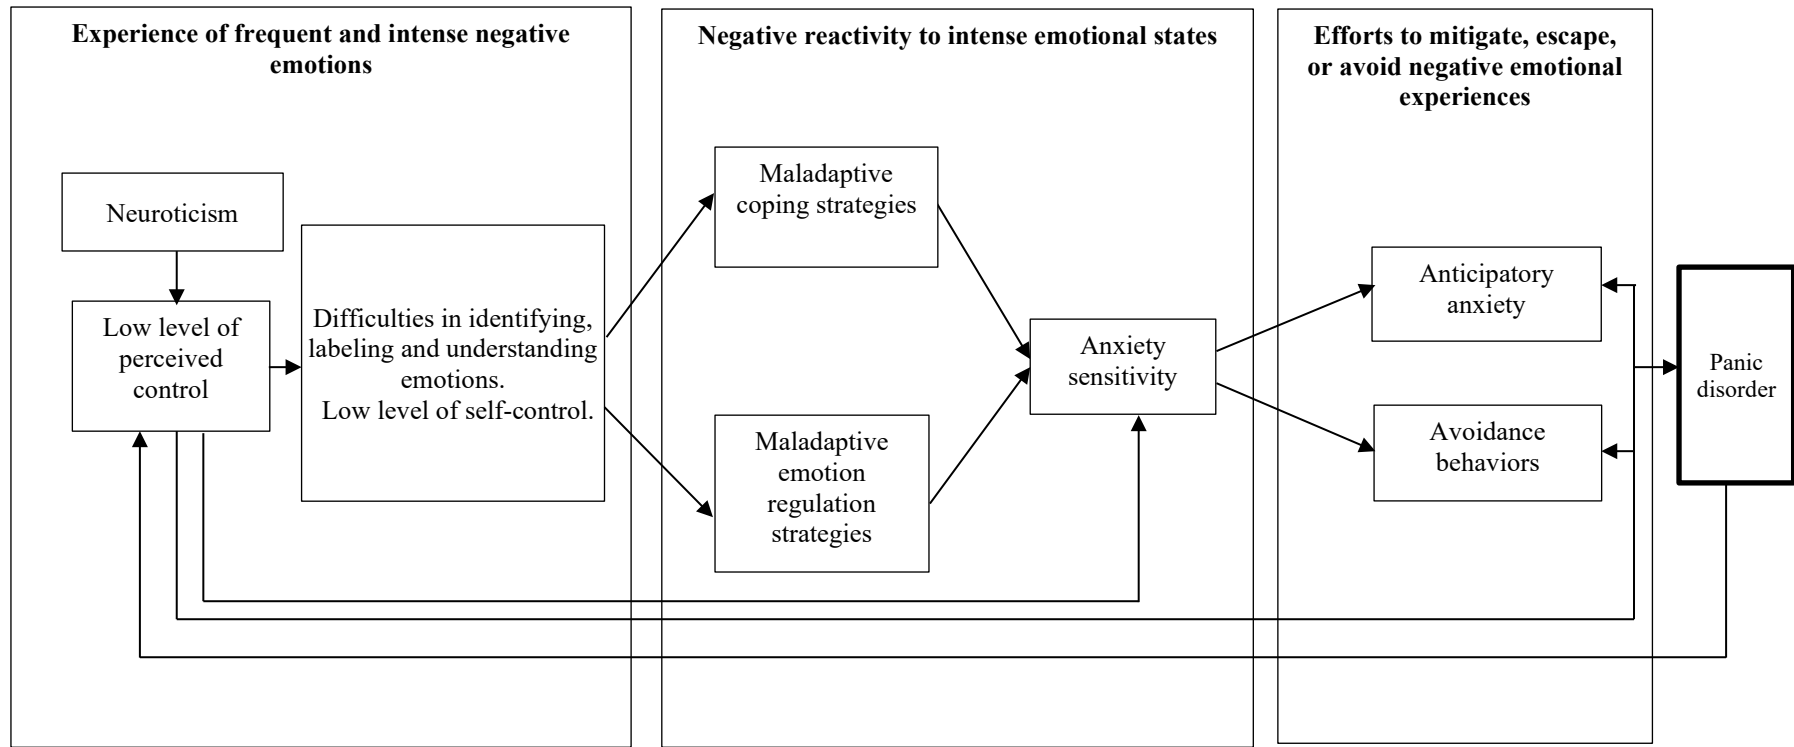 Experience of frequent and intense negative
emotions
Neuroticism
Low level of
perceived
control
Difficulties in identifying,
labeling and understanding
emotions.
Low level of self-control.
Negative reactivity to intense emotional states
Maladaptive
coping strategies
Maladaptive
emotion
regulation
strategies
Anxiety
sensitivity
Efforts to mitigate, escape,
or avoid negative emotional
experiences
Anticipatory
anxiety
Avoidance
behaviors
Panic
disorder